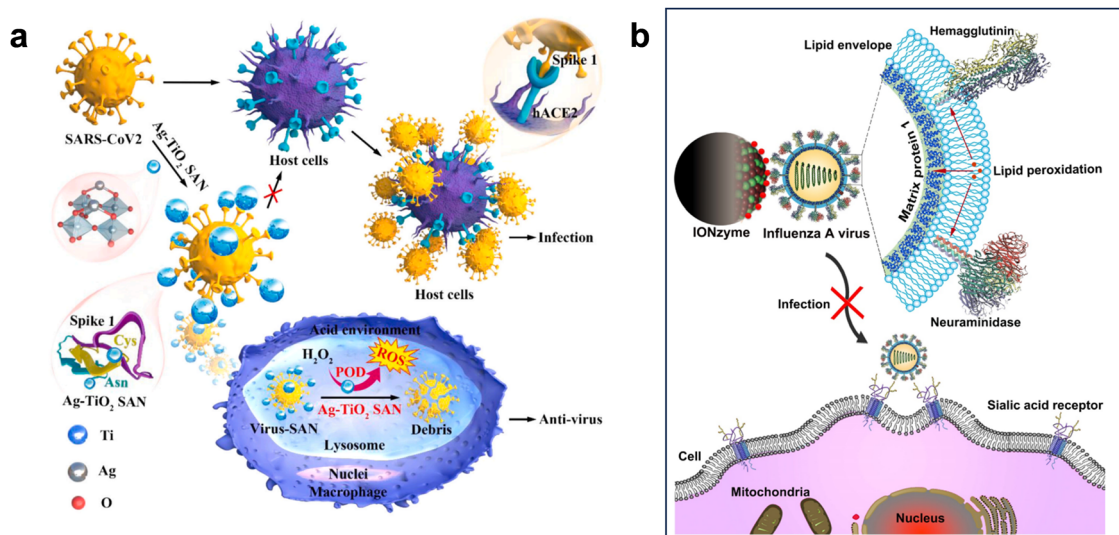 a
SARS-CoV2
Host cells
Spike 1
hACE2
Ag-TiO₂ SAN
Infection
Host cells
Spike 1
Cys
Asn
Ag-TiO₂ SAN
Ti
Ag
O
Acid environment
H₂O₂
POD
ROS
Ag-TiO₂ SAN
Virus-SAN
Debris
Lysosome
Nuclei
Macrophage
Anti-virus
b
Lipid envelope
Hemagglutinin
Matrix protein 1
Lipid peroxidation
IONzyme
Influenza A virus
Infection
Neuraminidase
Sialic acid receptor
Cell
Mitochondria
Nucleus